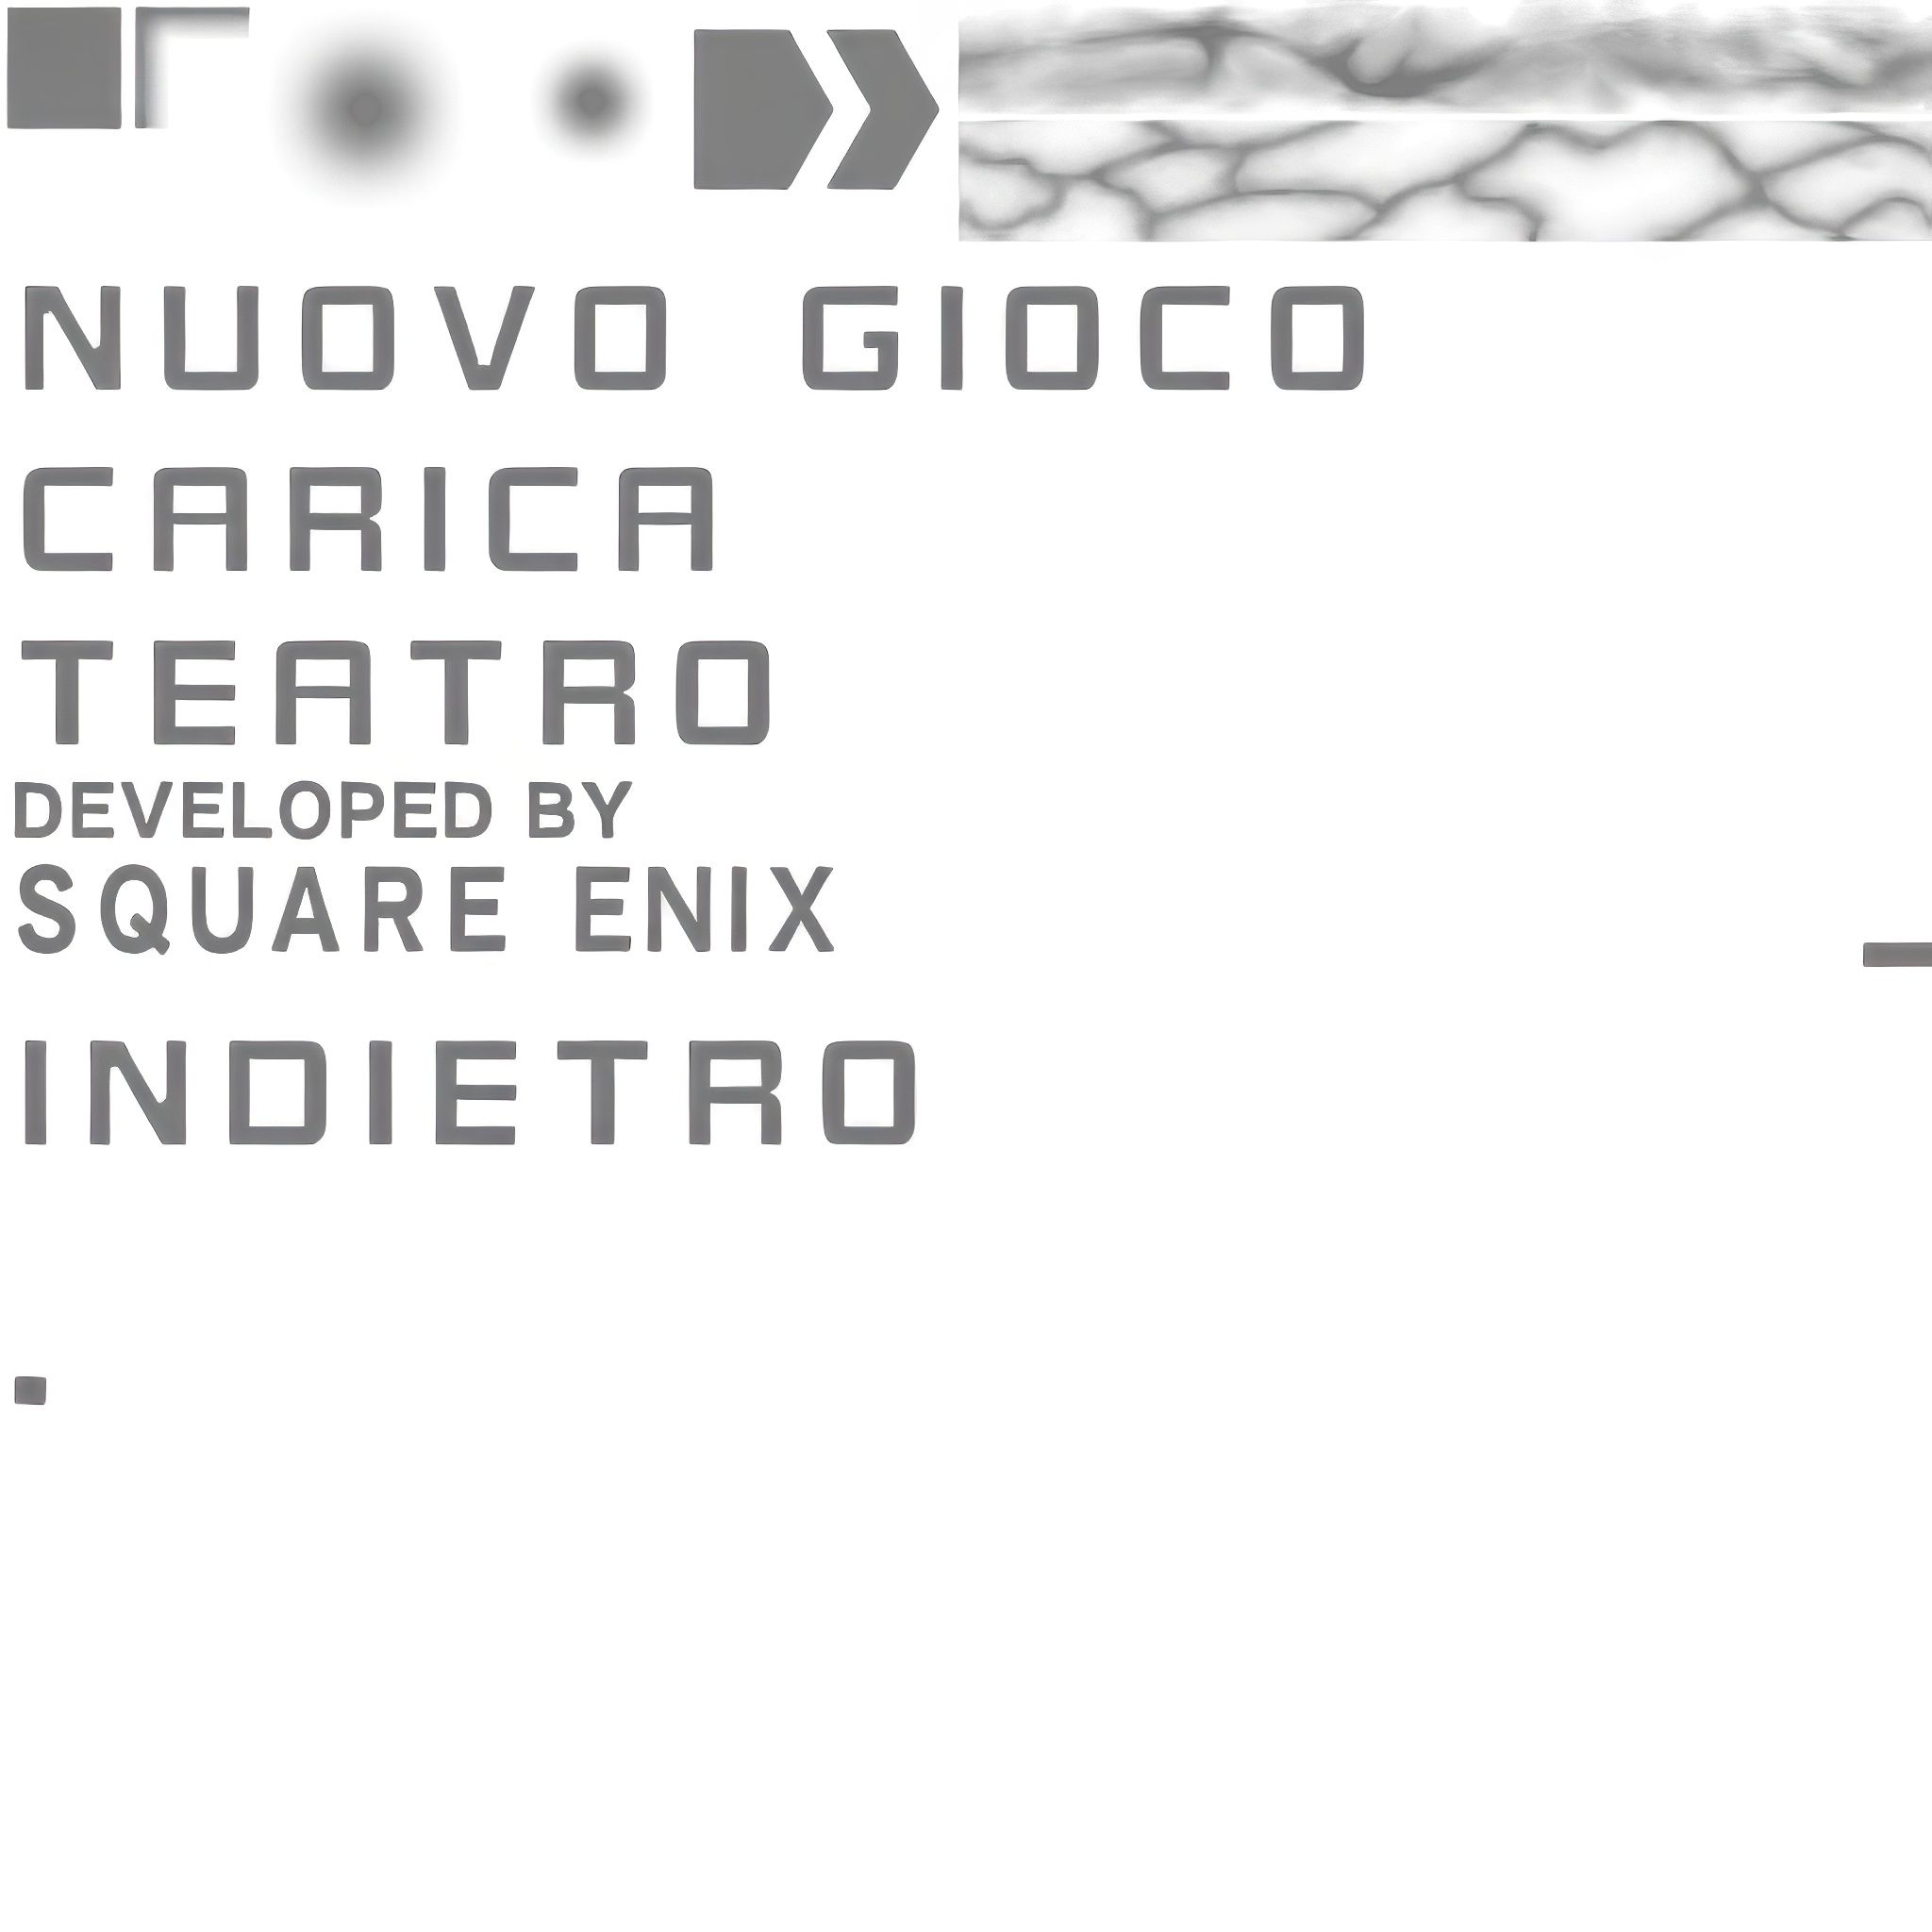 NUOVO GIOCO
CARICA
TEATRO
DEVELOPED BY
SQUARE ENIX
INDIETRO